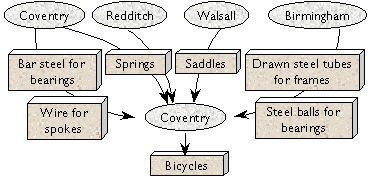 Coventry Redditch Walsall Birmingham
Bar steel for
bearings
Springs
Saddles
Drawn steel tubes
for frames
Wire for
spokes
Coventry
Steel balls for
bearings
Bicycles